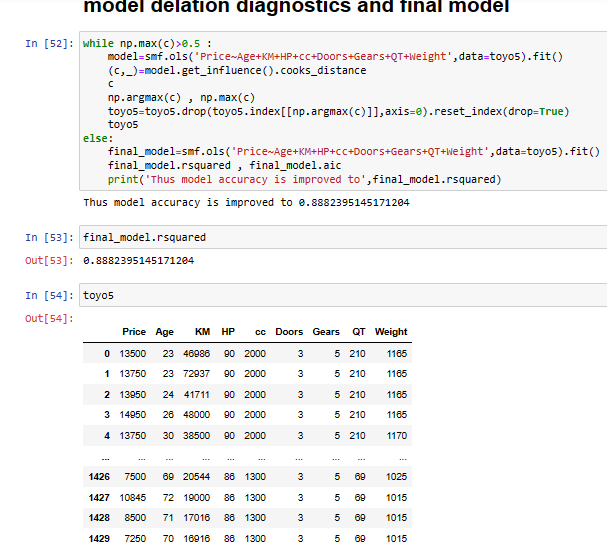 model delation diagnostics and final model
In [52]: while np.max(c)>0.5 :
model=smf.ols('Price~Age+KM+HP+cc+Doors+Gears+QT+Weight',data=toyo5).fit()
(c,_)=model.get_influence().cooks_distance
c
np.argmax(c) , np.max(c)
toyo5=toyo5.drop(toyo5.index[[np.argmax(c)]],axis=0).reset_index(drop=True)
toyo5
else:
final_model=smf.ols('Price~Age+KM+HP+cc+Doors+Gears+QT+Weight',data=toyo5).fit()
final_model.rsquared , final_model.aic
print('Thus model accuracy is improved to',final_model.rsquared)
Thus model accuracy is improved to 0.8882395145171204
In [53]: final_model.rsquared
Out[53]: 0.8882395145171204
In [54]: toyo5
Out[54]:
Price Age KM HP cc Doors Gears QT Weight
0 13500 23 46986 90 2000 3 5 210 1165
1 13750 23 72937 90 2000 3 5 210 1165
2 13950 24 41711 90 2000 3 5 210 1165
3 14950 26 48000 90 2000 3 5 210 1165
4 13750 30 38500 90 2000 3 5 210 1170
... ... ... ... ... ... ... ... ... ...
1426 7500 69 20544 86 1300 3 5 69 1025
1427 10845 72 19000 86 1300 3 5 69 1015
1428 8500 71 17016 86 1300 3 5 69 1015
1429 7250 70 16916 86 1300 3 5 69 1015